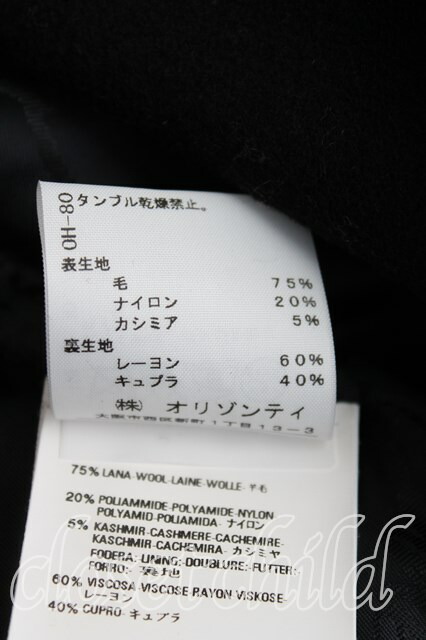 OH-08
タンブル乾燥禁止。
表生地
毛 75%
ナイロン 20%
カシミア 5%
裏生地
レーヨン 60%
キュプラ 40%
(株) オリゾンティ
75% LANA-WOOL-LAINE-WOLLE-羊毛
20% POLIAMMIDE-POLYAMIDE-NYLON-
POLYAMID-POLIAMIDA-ナイロン
5% KASHMIR-CASHMERE-CACHEMIRE-
KASCHMIR-CACHEMIRA-カシミヤ
FODERA:-LINING:-DOUBLURE:-FUTTER:-
FORRO:-裏地
60% VISCOSA-VISCOSE-RAYON-VISKOSE-
レーヨン
40% CUPRO-キュプラ
closet child